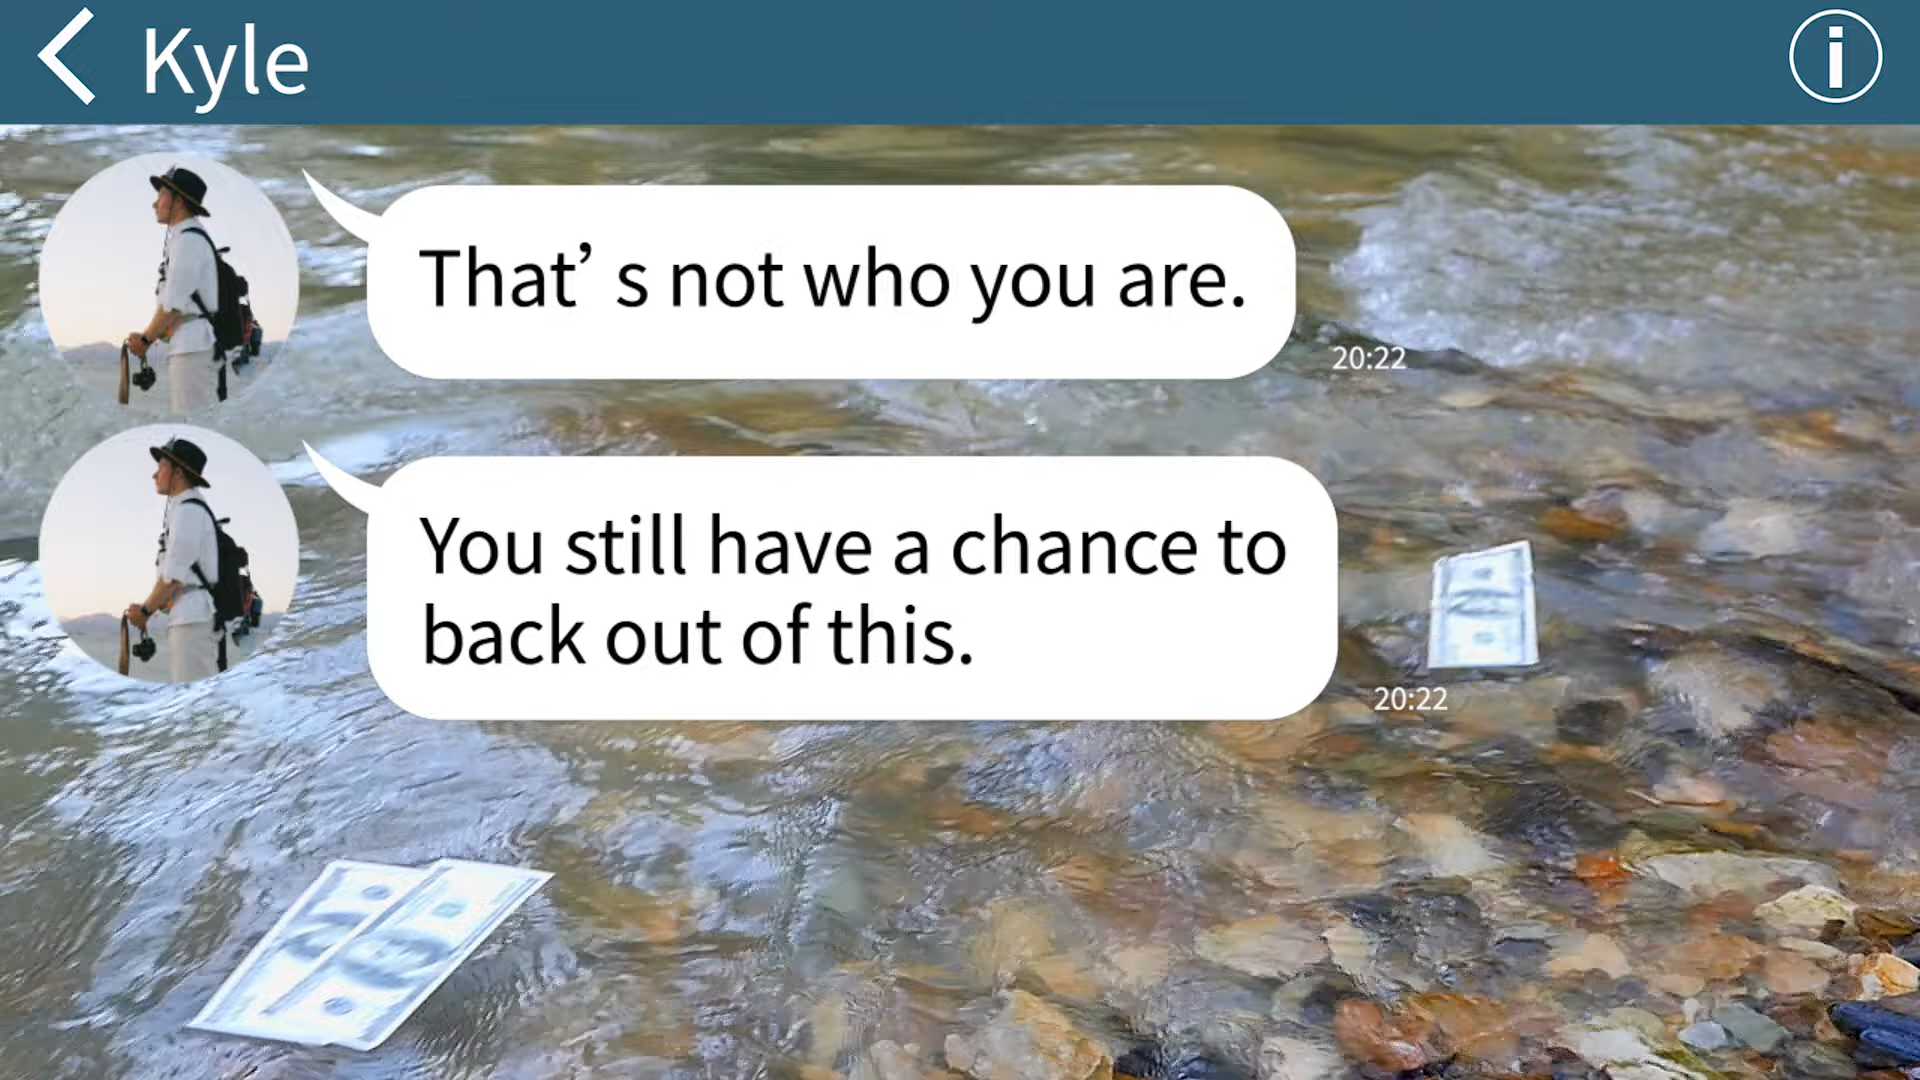 Kyle
That’s not who you are.
20:22
You still have a chance to
back out of this.
20:22